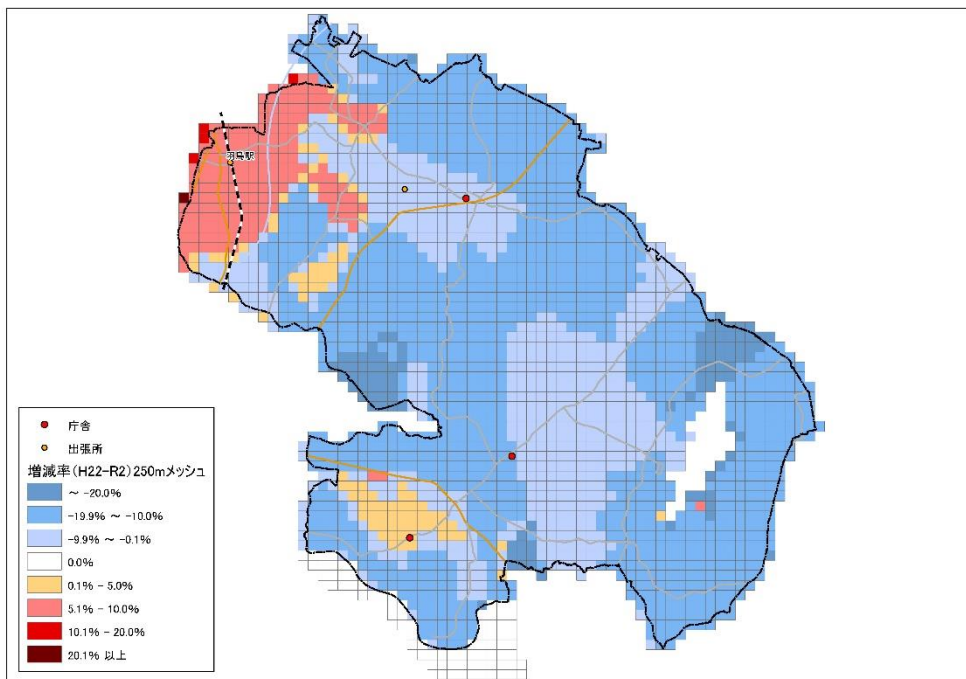 羽鳥駅
庁舎
出張所
増減率(H22-R2)250mメッシュ
～ -20.0%
-19.9% ～ -10.0%
-9.9% ～ -0.1%
0.0%
0.1% - 5.0%
5.1% - 10.0%
10.1% - 20.0%
20.1% 以上